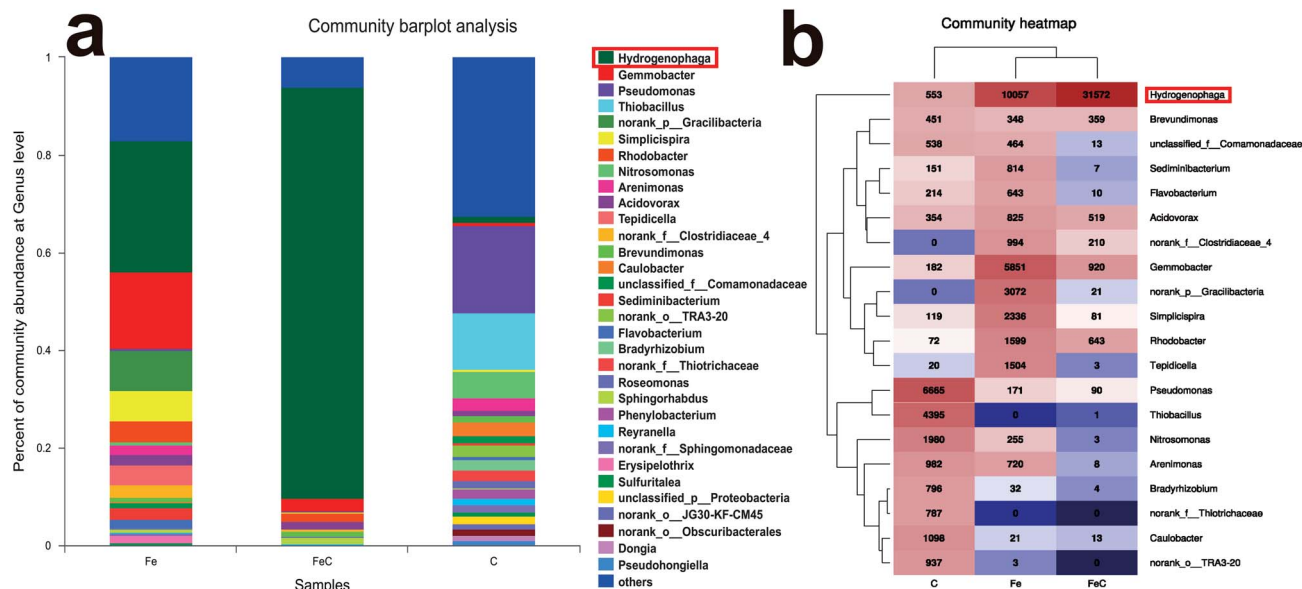 a
Community barplot analysis
Percent of community abundance at Genus level
1
0.8
0.6
0.4
0.2
0
Fe
FeC
C
Samples
Hydrogenophaga
Gemmobacter
Pseudomonas
Thiobacillus
norank_p__Gracilibacteria
Simplicispira
Rhodobacter
Nitrosomonas
Arenimonas
Acidovorax
Tepidicella
norank_f__Clostridiaceae_4
Brevundimonas
Caulobacter
unclassified_f__Comamonadaceae
Sediminibacterium
norank_o__TRA3-20
Flavobacterium
Bradyrhizobium
norank_f__Thiotrichaceae
Roseomonas
Sphingorhabdus
Phenylobacterium
Reyranella
norank_f__Sphingomonadaceae
Erysipelothrix
Sulfuritalea
unclassified_p__Proteobacteria
norank_o__JG30-KF-CM45
norank_o__Obscuribacterales
Dongia
Pseudohongiella
others
b
Community heatmap
553 10057 31572 Hydrogenophaga
451 348 359 Brevundimonas
538 464 13 unclassified_f__Comamonadaceae
151 814 7 Sediminibacterium
214 643 10 Flavobacterium
354 825 519 Acidovorax
0 994 210 norank_f__Clostridiaceae_4
182 5851 920 Gemmobacter
0 3072 21 norank_p__Gracilibacteria
119 2336 81 Simplicispira
72 1599 643 Rhodobacter
20 1504 3 Tepidicella
6665 171 90 Pseudomonas
4395 0 1 Thiobacillus
1980 255 3 Nitrosomonas
982 720 8 Arenimonas
796 32 4 Bradyrhizobium
787 0 0 norank_f__Thiotrichaceae
1098 21 13 Caulobacter
937 3 0 norank_o__TRA3-20
C Fe FeC